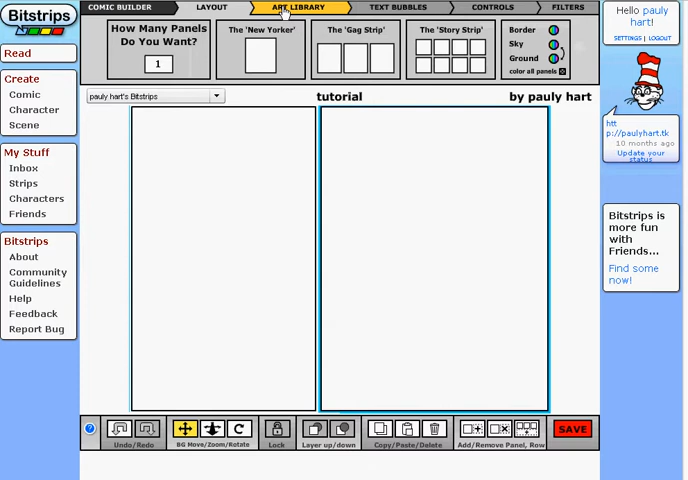 Bitstrips
COMIC BUILDER
LAYOUT
ART LIBRARY
TEXT BUBBLES
CONTROLS
FILTERS
Hello pauly
hart!
SETTINGS | LOGOUT
Read
Create
Comic
Character
Scene
My Stuff
Inbox
Strips
Characters
Friends
Bitstrips
About
Community
Guidelines
Help
Feedback
Report Bug
How Many Panels
Do You Want?
1
The 'New Yorker'
The 'Gag Strip'
The 'Story Strip'
Border
Sky
Ground
color all panels
pauly hart's Bitstrips
tutorial
by pauly hart
htt
p://paulyhart.tk
10 months ago
Update your
status
Bitstrips is
more fun
with
Friends...
Find some
now!
?
Undo/Redo
BG Move/Zoom/Rotate
Lock
Layer up/down
Copy/Paste/Delete
Add/Remove Panel, Row
SAVE